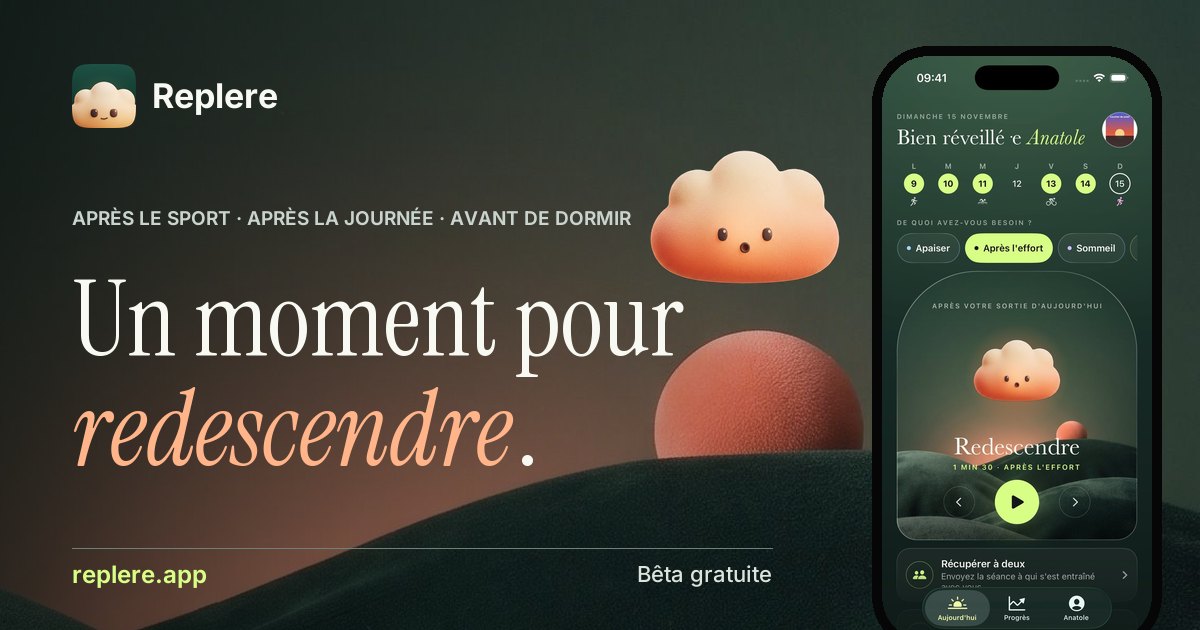 Replere
APRÈS LE SPORT · APRÈS LA JOURNÉE · AVANT DE DORMIR
Un moment pour
redescendre.
replere.app
Bêta gratuite
09:41
DIMANCHE 15 NOVEMBRE
Bien réveillé·e Anatole
L M M J V S D
9 10 11 12 13 14 15
DE QUOI AVEZ-VOUS BESOIN ?
Apaiser
Après l'effort
Sommeil
APRÈS VOTRE SORTIE D'AUJOURD'HUI
Redescendre
1 MIN 30 · APRÈS L'EFFORT
Récupérer à deux
Envoyez la séance à qui s'est entraîné
Aujourd'hui
Progrès
Anatole